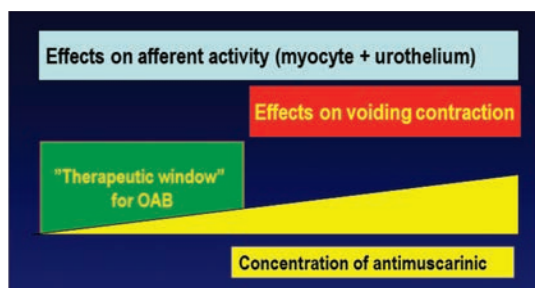 Effects on afferent activity (myocyte + urothelium)
Effects on voiding contraction
"Therapeutic window"
for OAB
Concentration of antimuscarinic